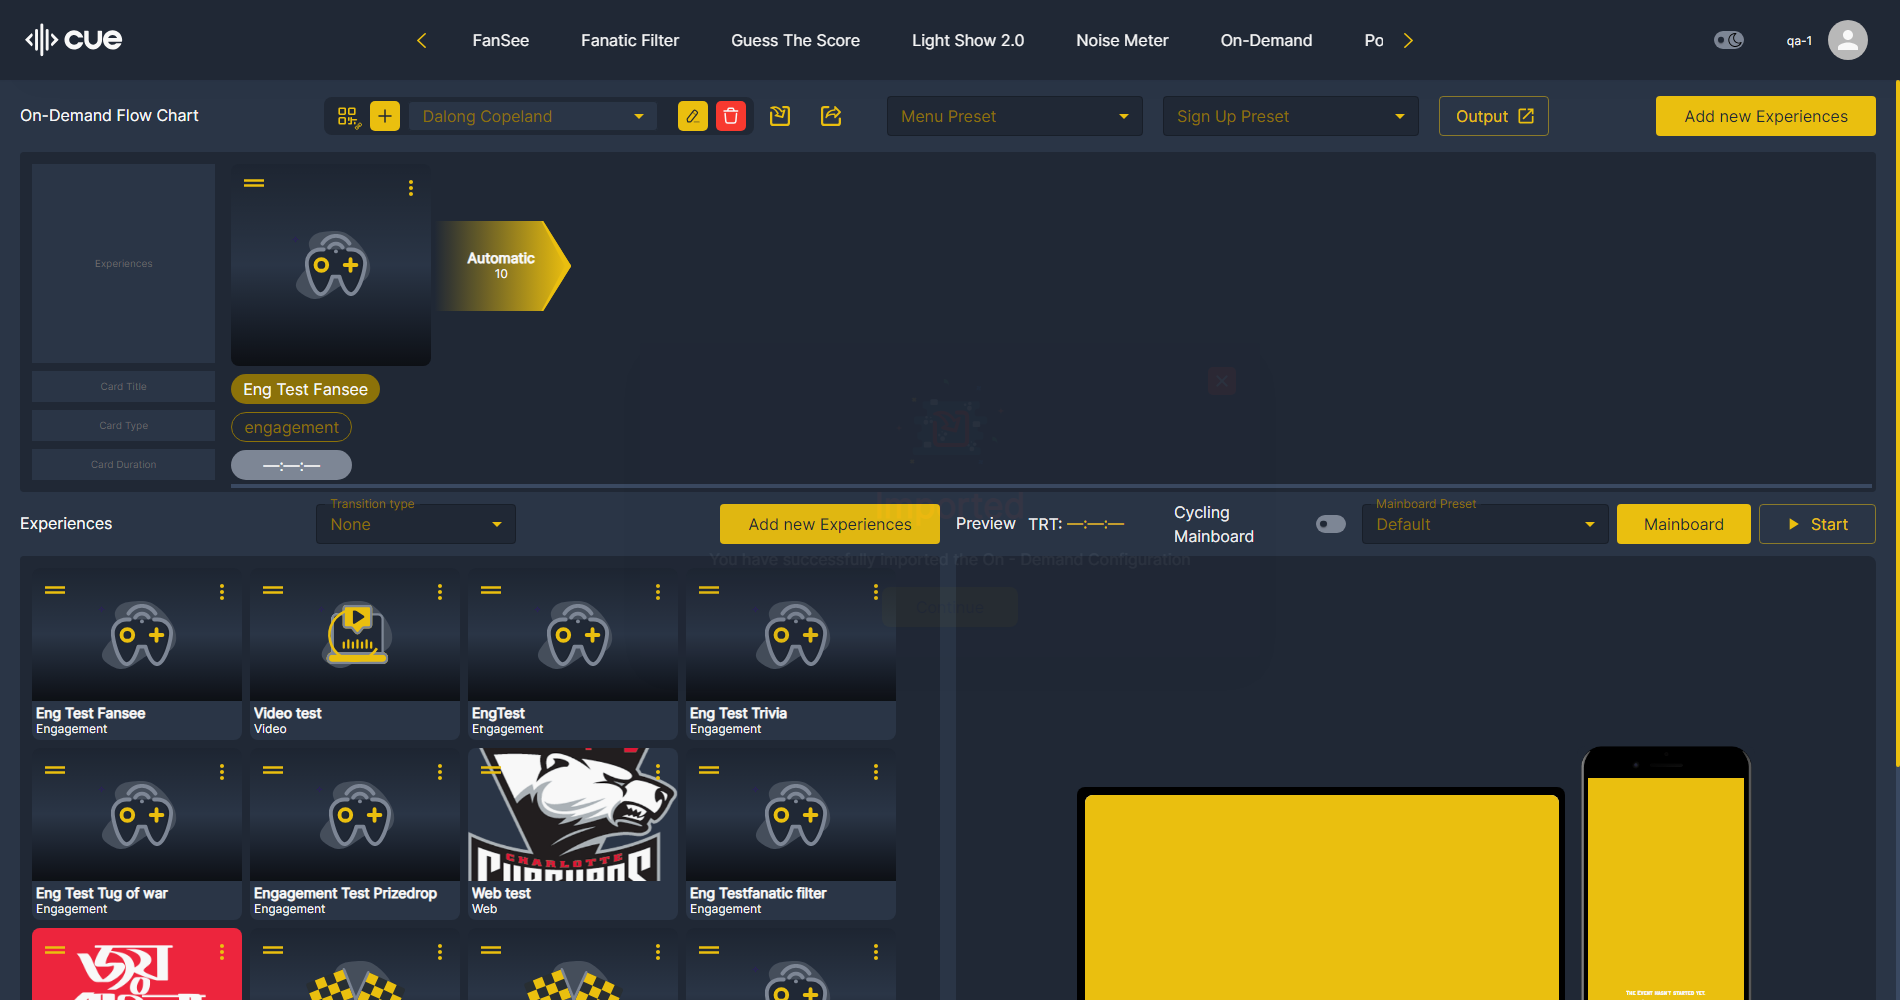 cue
FanSee
Fanatic Filter
Guess The Score
Light Show 2.0
Noise Meter
On-Demand
Po
qa-1
On-Demand Flow Chart
Dalong Copeland
Menu Preset
Sign Up Preset
Output
Add new Experiences
Experiences
Automatic
10
Card Title
Eng Test Fansee
Card Type
engagement
Card Duration
—:—:—
Imported
You have successfully imported the On - Demand Configuration
Continue
Experiences
Transition type
None
Add new Experiences
Preview
TRT: —:—:—
Cycling
Mainboard
Mainboard Preset
Default
Mainboard
Start
Eng Test Fansee
Engagement
Video test
Video
EngTest
Engagement
Eng Test Trivia
Engagement
Eng Test Tug of war
Engagement
Engagement Test Prizedrop
Engagement
CHARLOTTE
Web test
Web
Eng Testfanatic filter
Engagement
জয়
THE EVENT HASN'T STARTED YET.